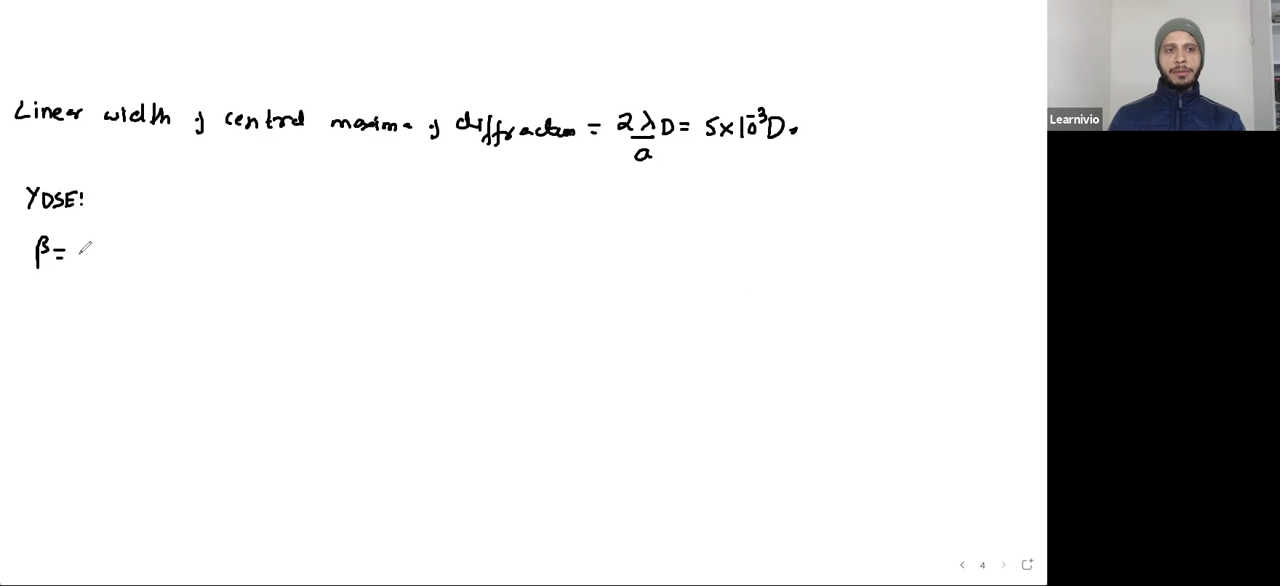 Linear width of central maxima of diffraction = 2λ/a D = 5×10⁻³D.
Learnivio
YDSE:
β =
4